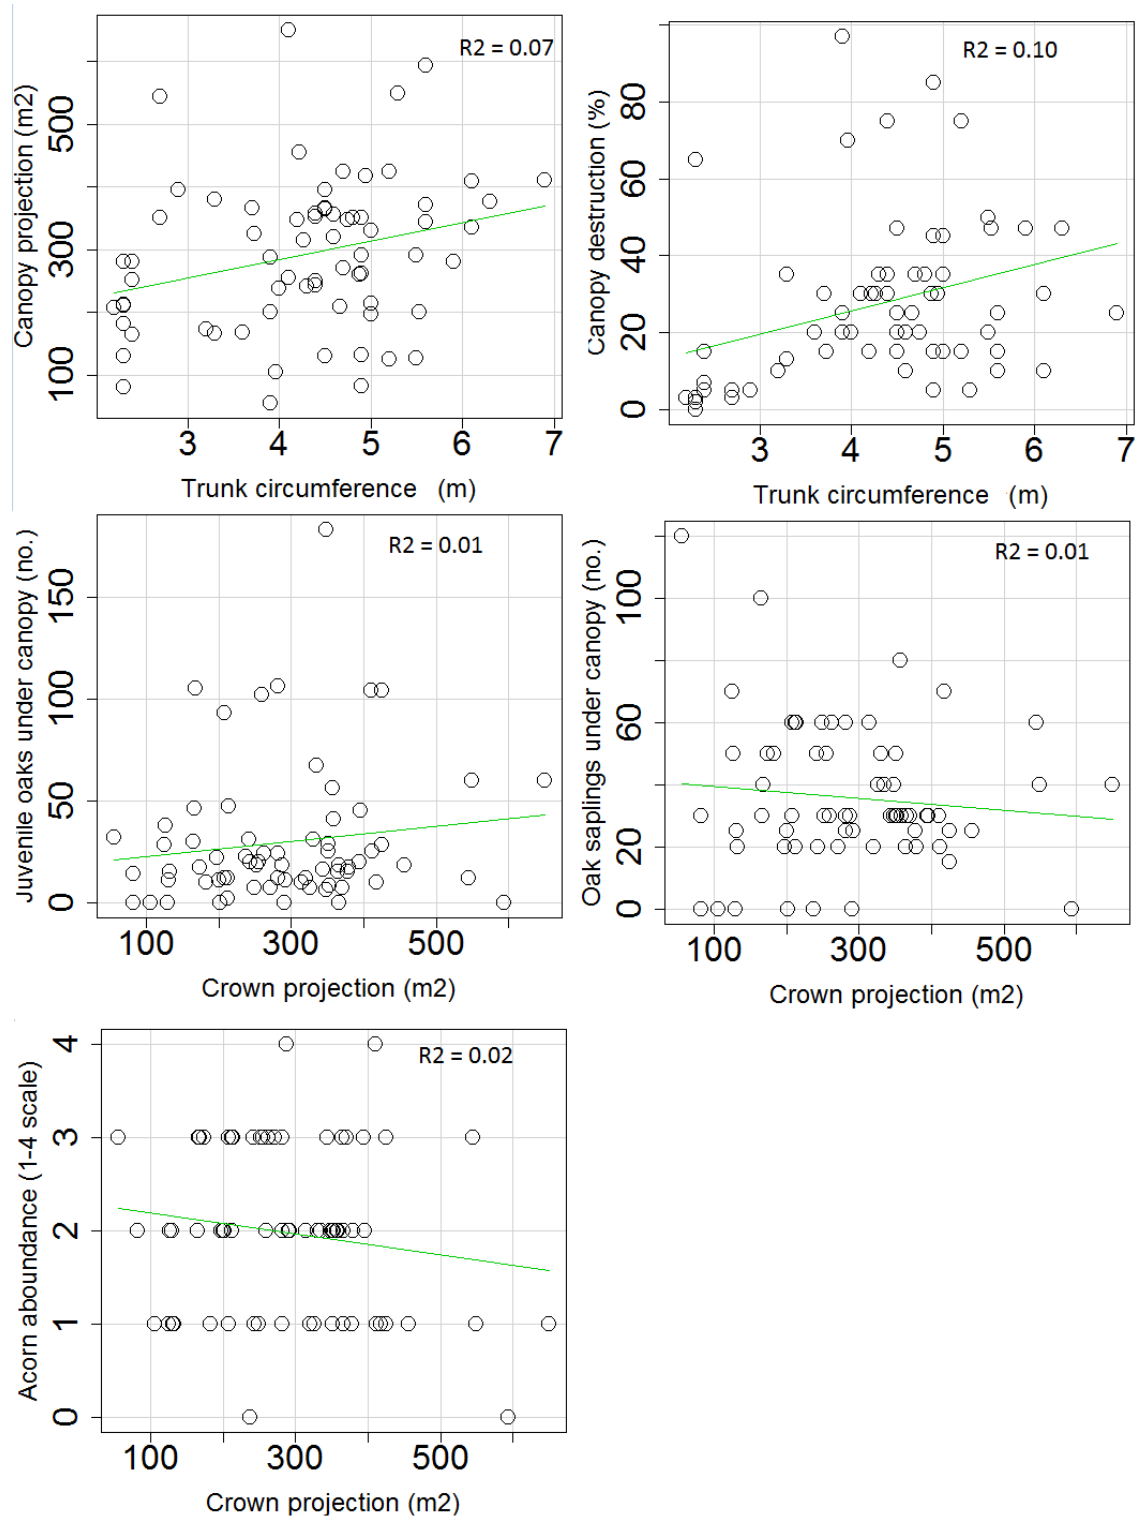 R2 = 0.07
Canopy projection (m2)
100 300 500
3 4 5 6 7
Trunk circumference (m)
R2 = 0.10
Canopy destruction (%)
0 20 40 60 80
3 4 5 6 7
Trunk circumference (m)
R2 = 0.01
Juvenile oaks under canopy (no.)
0 50 100 150
100 300 500
Crown projection (m2)
R2 = 0.01
Oak saplings under canopy (no.)
0 20 60 100
100 300 500
Crown projection (m2)
R2 = 0.02
Acorn aboundance (1-4 scale)
0 1 2 3 4
100 300 500
Crown projection (m2)